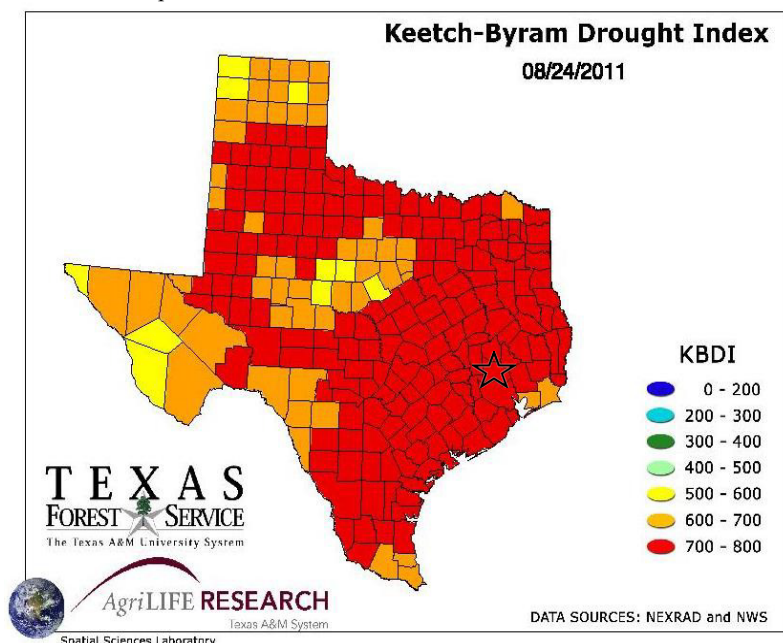 Keetch-Byram Drought Index
08/24/2011
KBDI
0 - 200
200 - 300
300 - 400
400 - 500
500 - 600
600 - 700
700 - 800
TEXAS
FOREST SERVICE
The Texas A&M University System
AgriLIFE RESEARCH
Texas A&M System
DATA SOURCES: NEXRAD and NWS
Spatial Sciences Laboratory